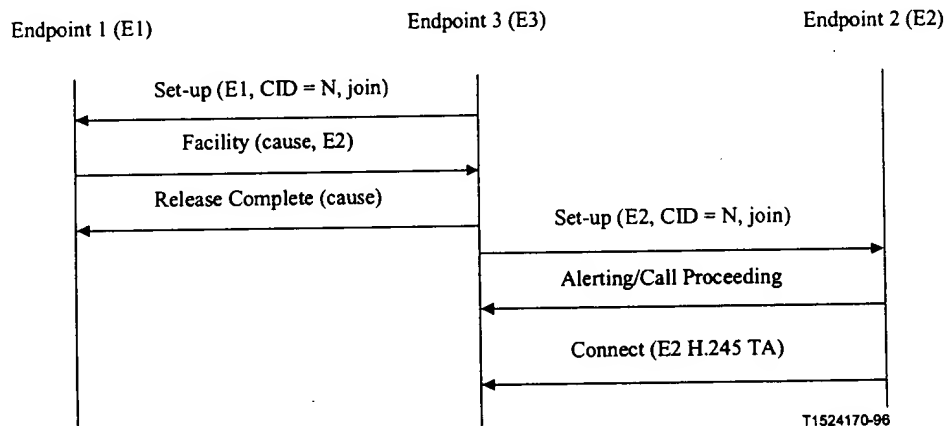 Endpoint 1 (E1)
Endpoint 3 (E3)
Endpoint 2 (E2)
Set-up (E1, CID = N, join)
Facility (cause, E2)
Release Complete (cause)
Set-up (E2, CID = N, join)
Alerting/Call Proceeding
Connect (E2 H.245 TA)
T1524170-96